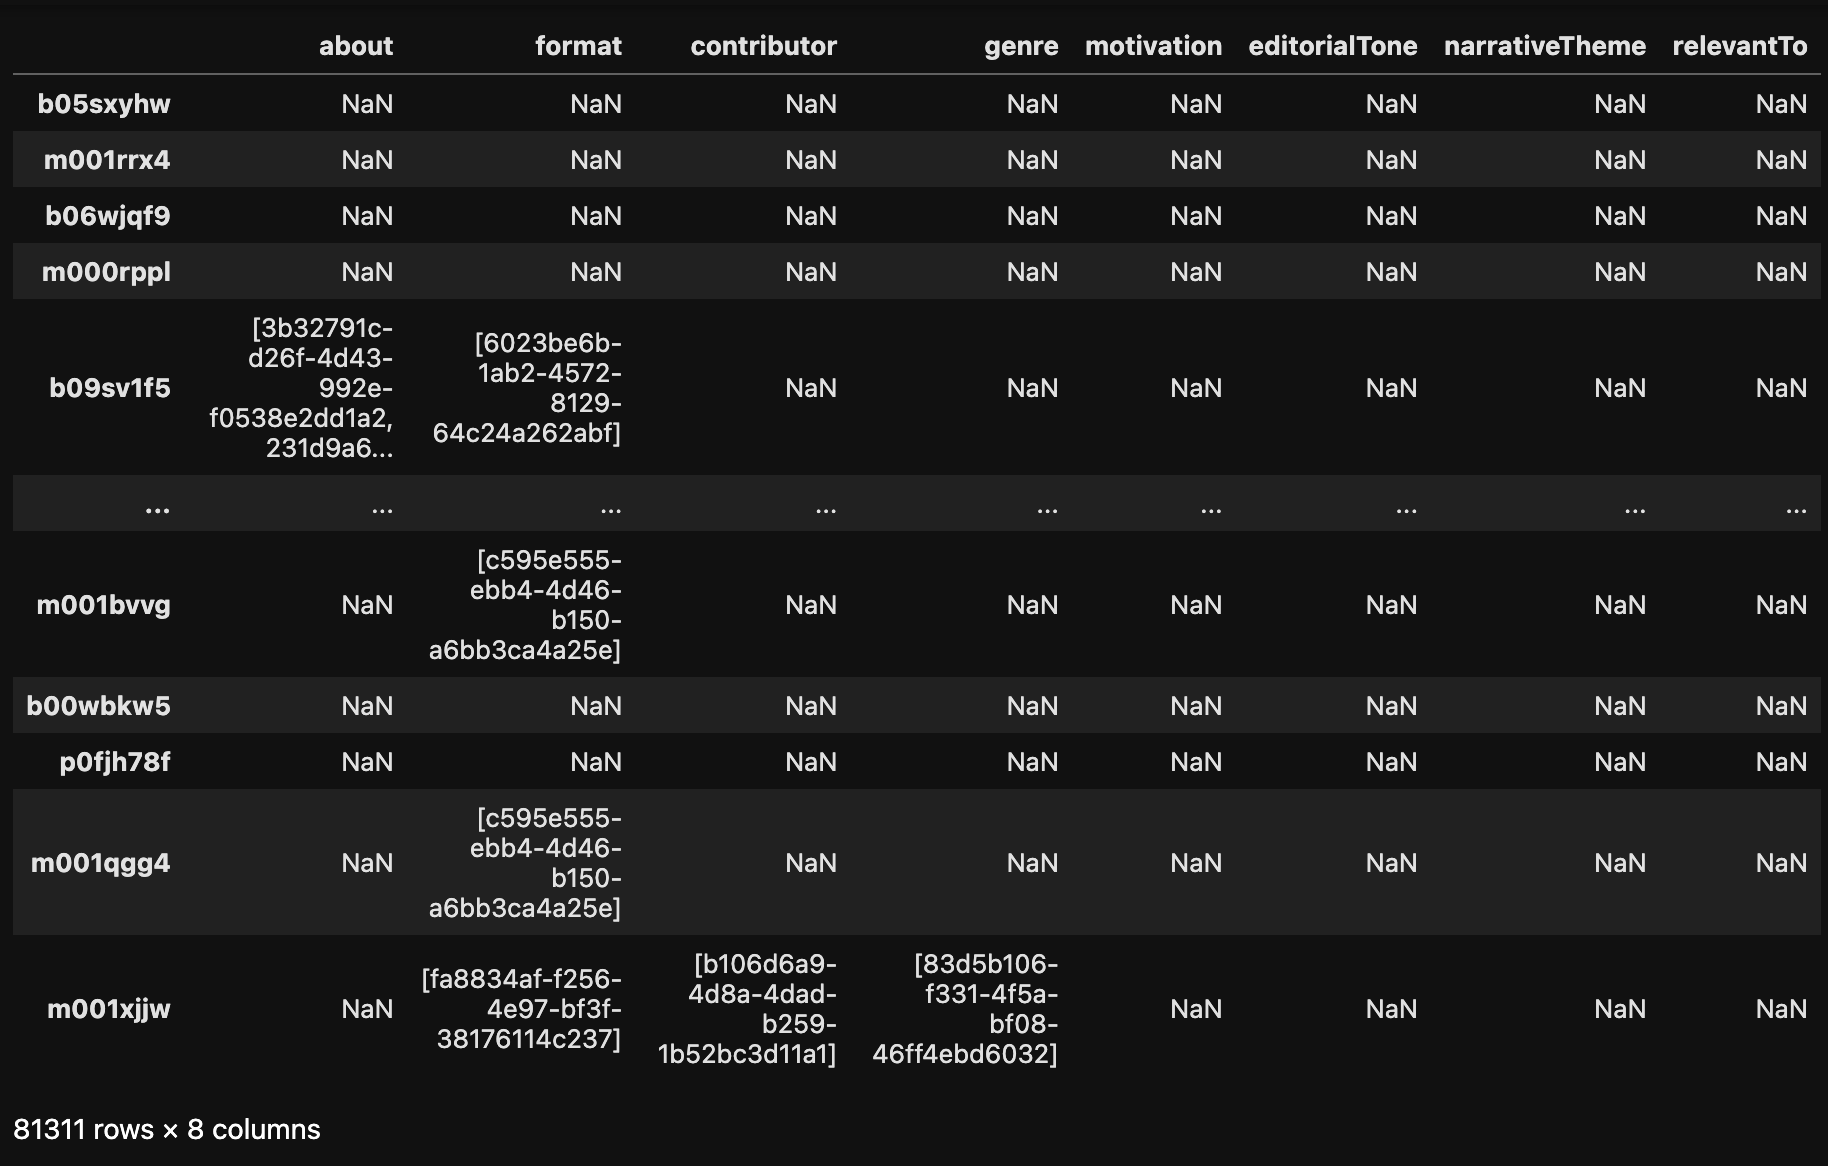 about format contributor genre motivation editorialTone narrativeTheme relevantTo
b05sxyhw NaN NaN NaN NaN NaN NaN NaN NaN
m001rrx4 NaN NaN NaN NaN NaN NaN NaN NaN
b06wjqf9 NaN NaN NaN NaN NaN NaN NaN NaN
m000rppl NaN NaN NaN NaN NaN NaN NaN NaN
b09sv1f5
[3b32791c-
d26f-4d43-
992e-
f0538e2dd1a2,
231d9a6...
[6023be6b-
1ab2-4572-
8129-
64c24a262abf]
NaN NaN NaN NaN NaN NaN
... ... ... ... ... ... ... ... ...
m001bvvg NaN
[c595e555-
ebb4-4d46-
b150-
a6bb3ca4a25e]
NaN NaN NaN NaN NaN NaN
b00wbkw5 NaN NaN NaN NaN NaN NaN NaN NaN
p0fjh78f NaN NaN NaN NaN NaN NaN NaN NaN
m001qgg4 NaN
[c595e555-
ebb4-4d46-
b150-
a6bb3ca4a25e]
NaN NaN NaN NaN NaN NaN
m001xjjw NaN
[fa8834af-f256-
4e97-bf3f-
38176114c237]
[b106d6a9-
4d8a-4dad-
b259-
1b52bc3d11a1]
[83d5b106-
f331-4f5a-
bf08-
46ff4ebd6032]
NaN NaN NaN NaN
81311 rows × 8 columns